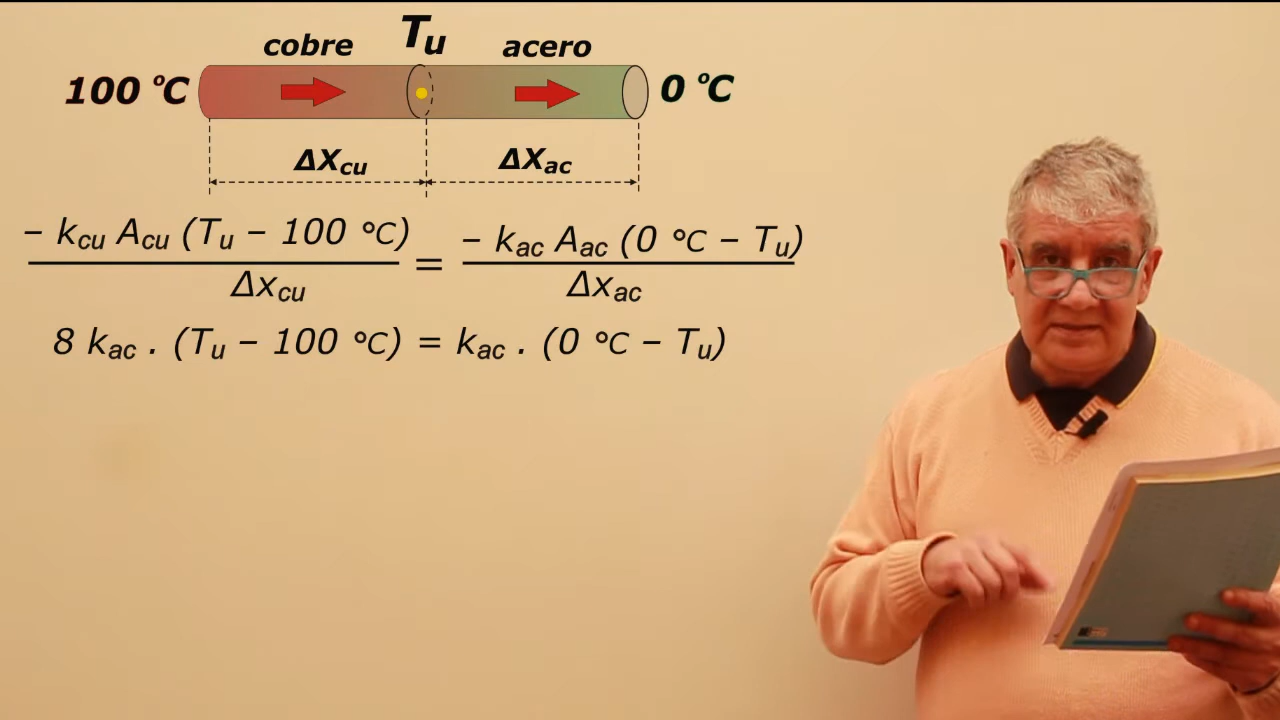 cobre Tu acero
100 °C 0 °C
ΔXcu ΔXac
– kcu Acu (Tu – 100 °C) / Δxcu = – kac Aac (0 °C – Tu) / Δxac
8 kac . (Tu – 100 °C) = kac . (0 °C – Tu)